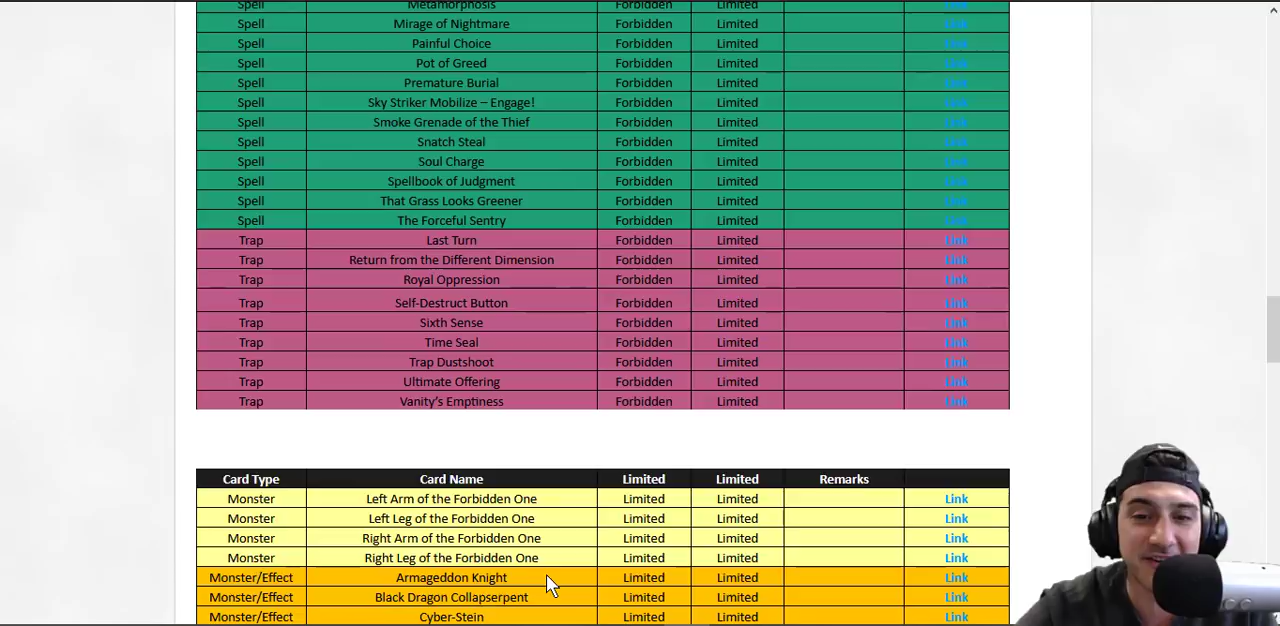 Spell Metamorphosis Forbidden Limited Link
Spell Mirage of Nightmare Forbidden Limited Link
Spell Painful Choice Forbidden Limited Link
Spell Pot of Greed Forbidden Limited Link
Spell Premature Burial Forbidden Limited Link
Spell Sky Striker Mobilize – Engage! Forbidden Limited Link
Spell Smoke Grenade of the Thief Forbidden Limited Link
Spell Snatch Steal Forbidden Limited Link
Spell Soul Charge Forbidden Limited Link
Spell Spellbook of Judgment Forbidden Limited Link
Spell That Grass Looks Greener Forbidden Limited Link
Spell The Forceful Sentry Forbidden Limited Link
Trap Last Turn Forbidden Limited Link
Trap Return from the Different Dimension Forbidden Limited Link
Trap Royal Oppression Forbidden Limited Link
Trap Self-Destruct Button Forbidden Limited Link
Trap Sixth Sense Forbidden Limited Link
Trap Time Seal Forbidden Limited Link
Trap Trap Dustshoot Forbidden Limited Link
Trap Ultimate Offering Forbidden Limited Link
Trap Vanity's Emptiness Forbidden Limited Link
Card Type Card Name Limited Limited Remarks
Monster Left Arm of the Forbidden One Limited Limited Link
Monster Left Leg of the Forbidden One Limited Limited Link
Monster Right Arm of the Forbidden One Limited Limited Link
Monster Right Leg of the Forbidden One Limited Limited Link
Monster/Effect Armageddon Knight Limited Limited Link
Monster/Effect Black Dragon Collapserpent Limited Limited Link
Monster/Effect Cyber-Stein Limited Limited Link